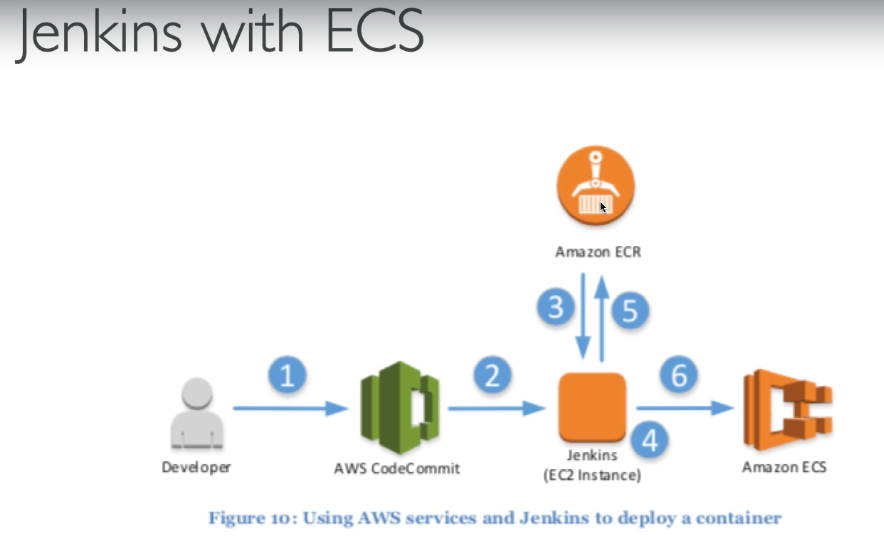 Jenkins with ECS
Amazon ECR
3
5
1
2
6
4
Developer
AWS CodeCommit
Jenkins
(EC2 Instance)
Amazon ECS
Figure 10: Using AWS services and Jenkins to deploy a container